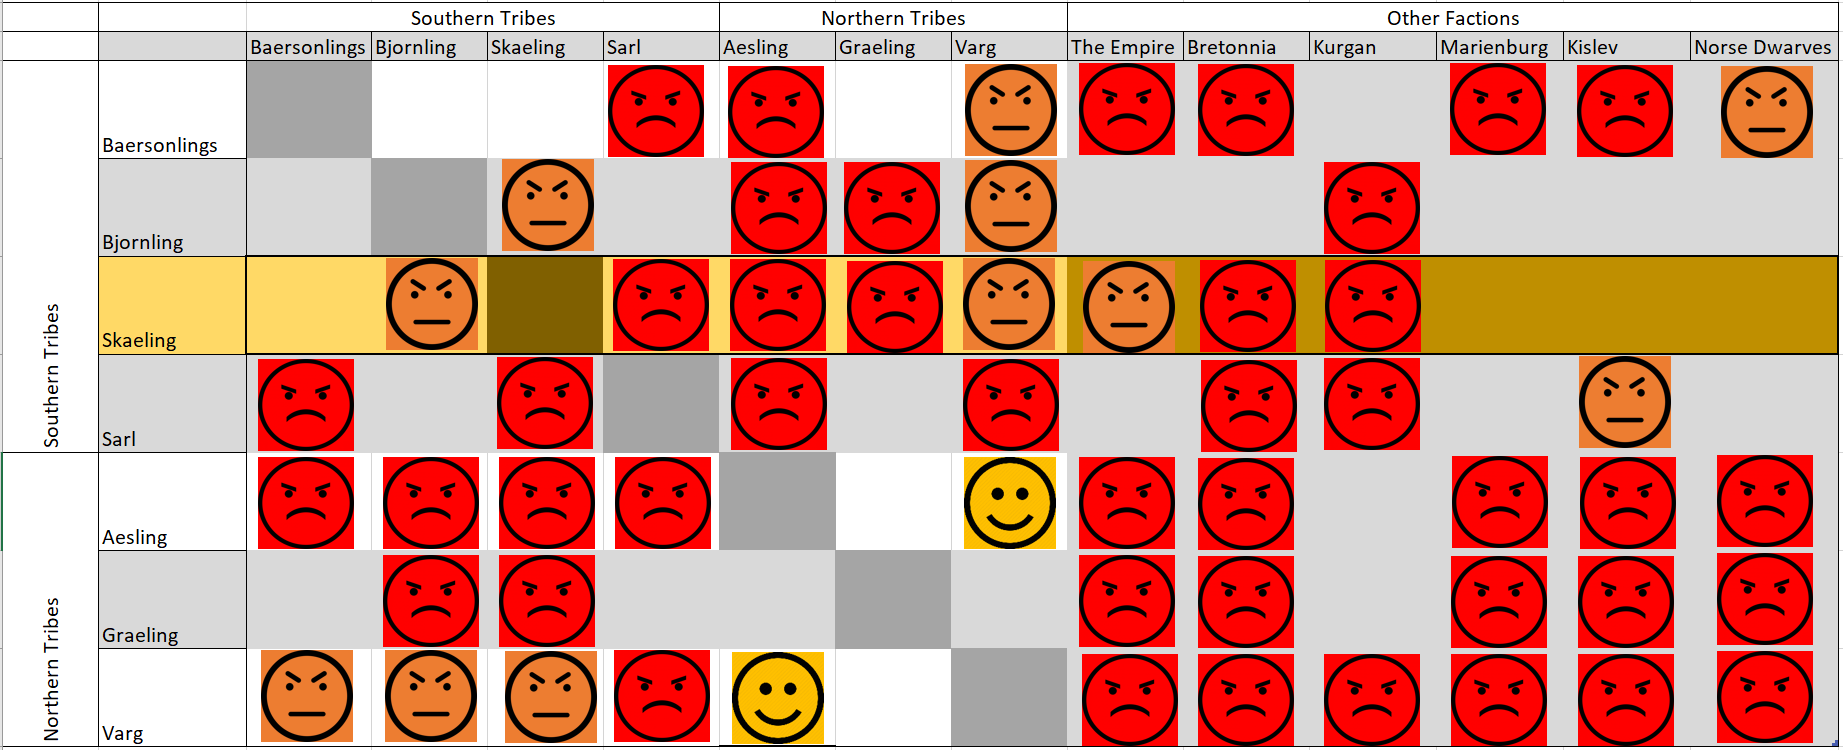 Southern Tribes Northern Tribes Other Factions
Baersonlings Bjornling Skaeling Sarl Aesling Graeling Varg The Empire Bretonnia Kurgan Marienburg Kislev Norse Dwarves
Southern Tribes
Baersonlings
Bjornling
Skaeling
Sarl
Northern Tribes
Aesling
Graeling
Varg